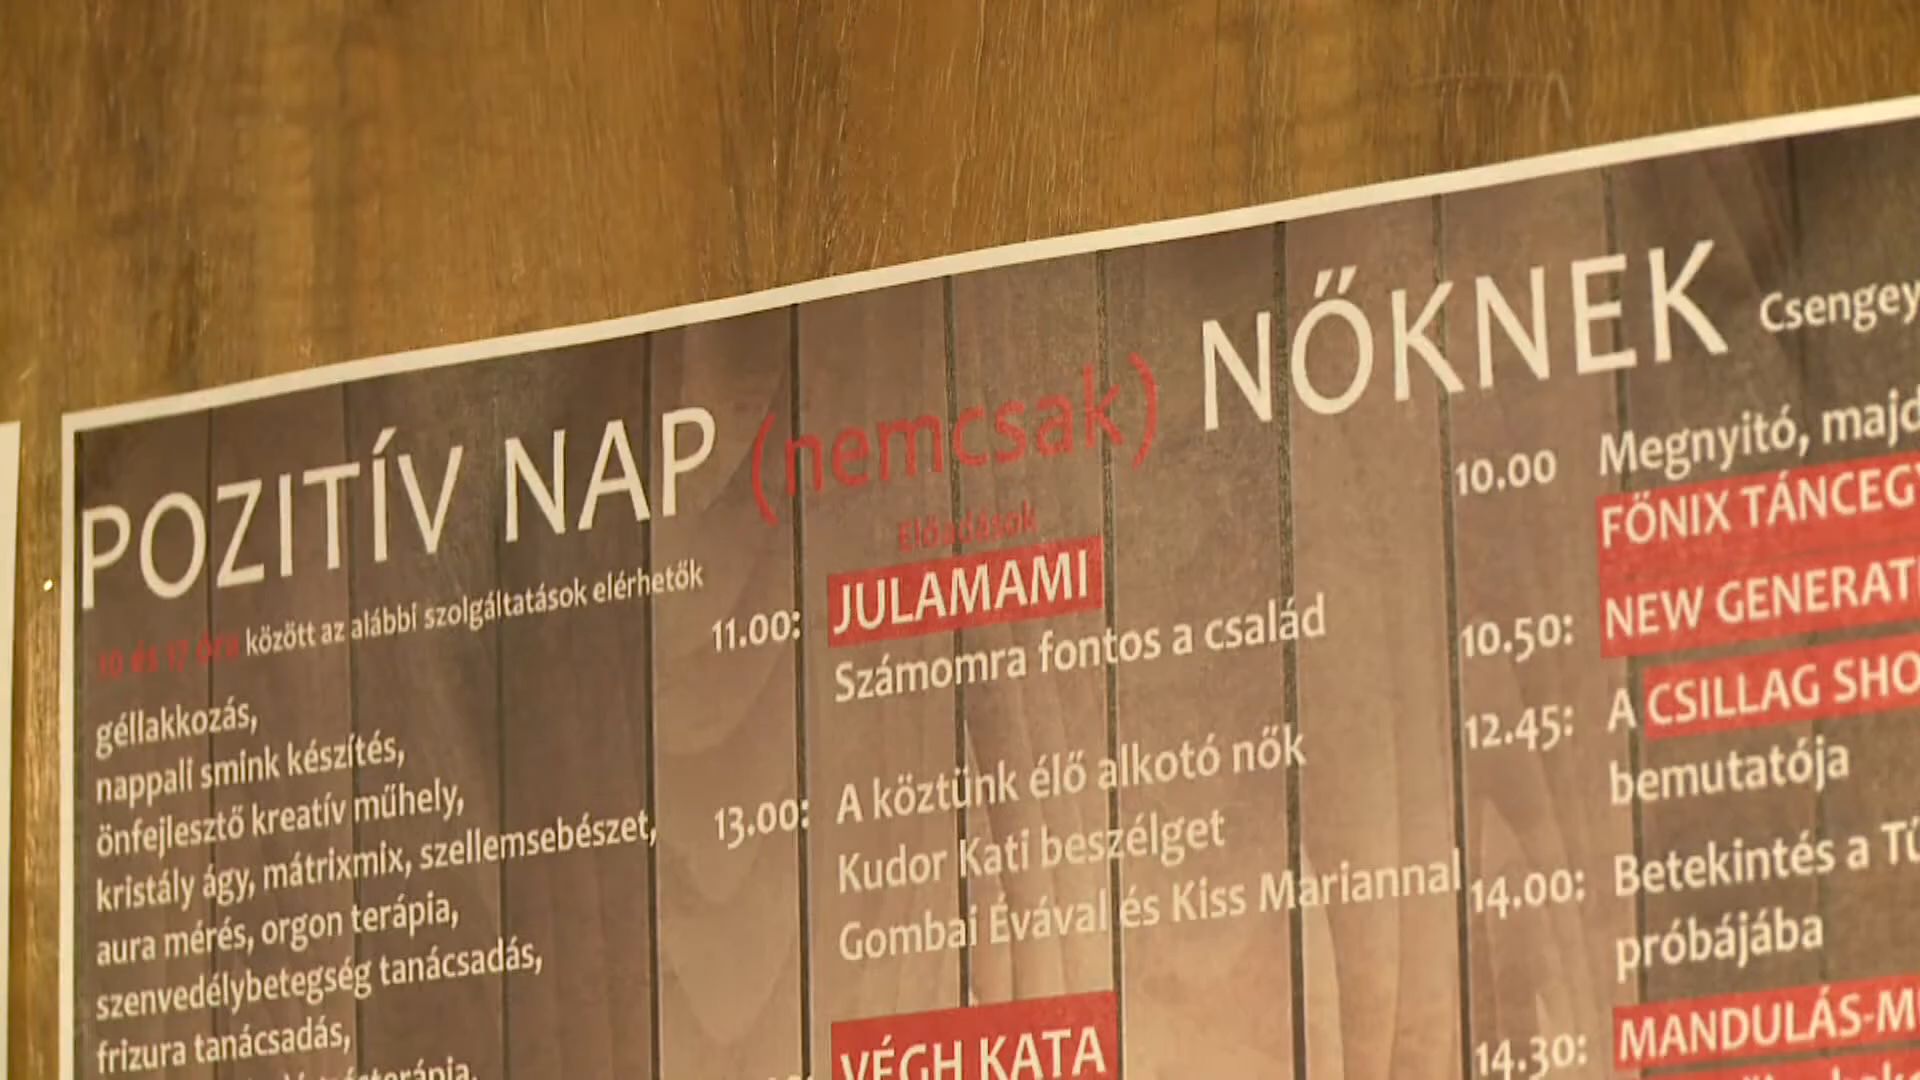 POZITÍV NAP (nemcsak) NŐKNEK
10 és 17 óra között az alábbi szolgáltatások elérhetők
géllakkozás,
nappali smink készítés,
önfejlesztő kreatív műhely,
kristály ágy, mátrixmix, szellemsebészet,
aura mérés, orgon terápia,
szenvedélybetegség tanácsadás,
frizura tanácsadás,
Előadások
11.00: JULAMAMI
Számomra fontos a család
13.00: A köztünk élő alkotó nők
Kudor Kati beszélget
Gombai Évával és Kiss Mariannal
VÉGH KATA
Csengey
10.00 Megnyitó, majd
FŐNIX TÁNCEGY
10.50: NEW GENERATI
12.45: A CSILLAG SHO
bemutatója
14.00: Betekintés a Tű
próbájába
14.30: MANDULÁS-M